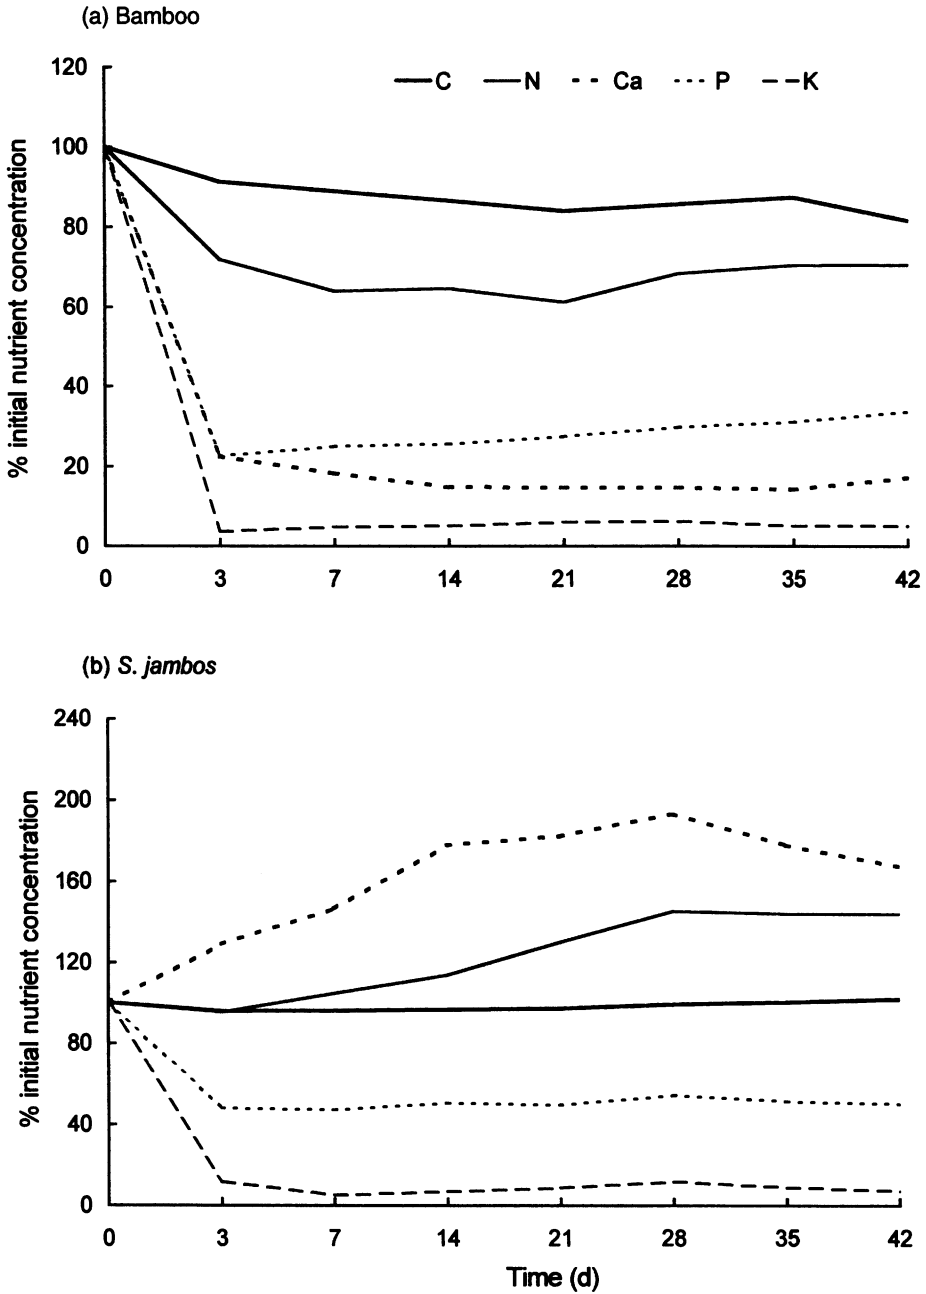 (a) Bamboo
120
C N Ca P K
100
80
60
40
20
0
% initial nutrient concentration
0 3 7 14 21 28 35 42
(b) S. jambos
240
200
160
120
80
40
0
% initial nutrient concentration
0 3 7 14 21 28 35 42
Time (d)